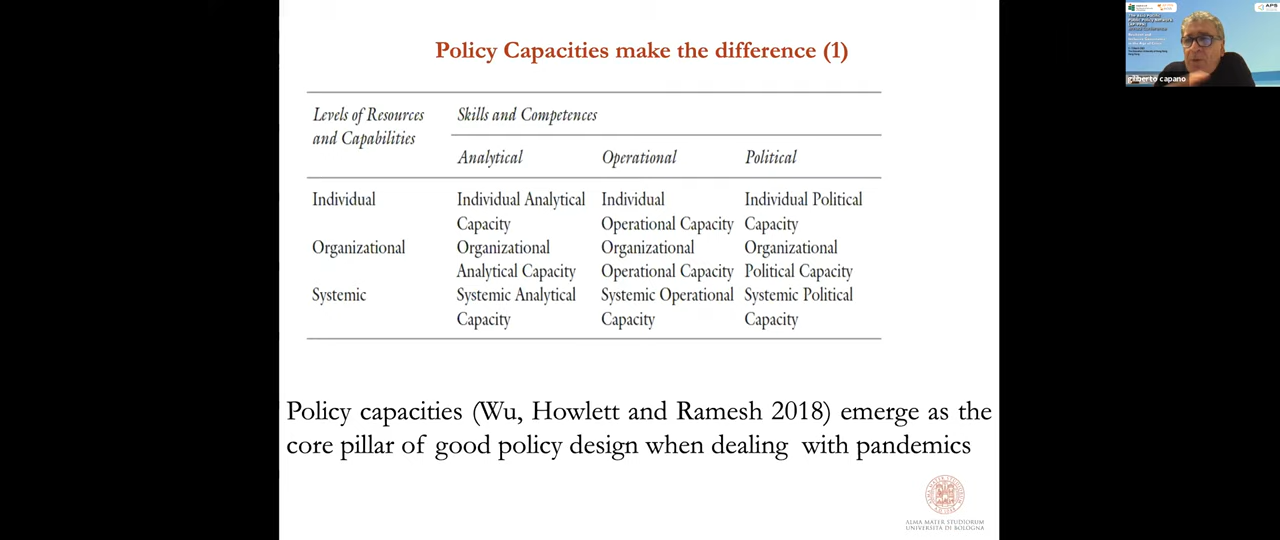 Policy Capacities make the difference (1)
Levels of Resources and Capabilities
Skills and Competences
Analytical Operational Political
Individual
Individual Analytical Capacity
Individual Operational Capacity
Individual Political Capacity
Organizational
Organizational Analytical Capacity
Organizational Operational Capacity
Organizational Political Capacity
Systemic
Systemic Analytical Capacity
Systemic Operational Capacity
Systemic Political Capacity
Policy capacities (Wu, Howlett and Ramesh 2018) emerge as the
core pillar of good policy design when dealing with pandemics
ALMA MATER STUDIORUM
UNIVERSITÀ DI BOLOGNA
APS
gilberto capano